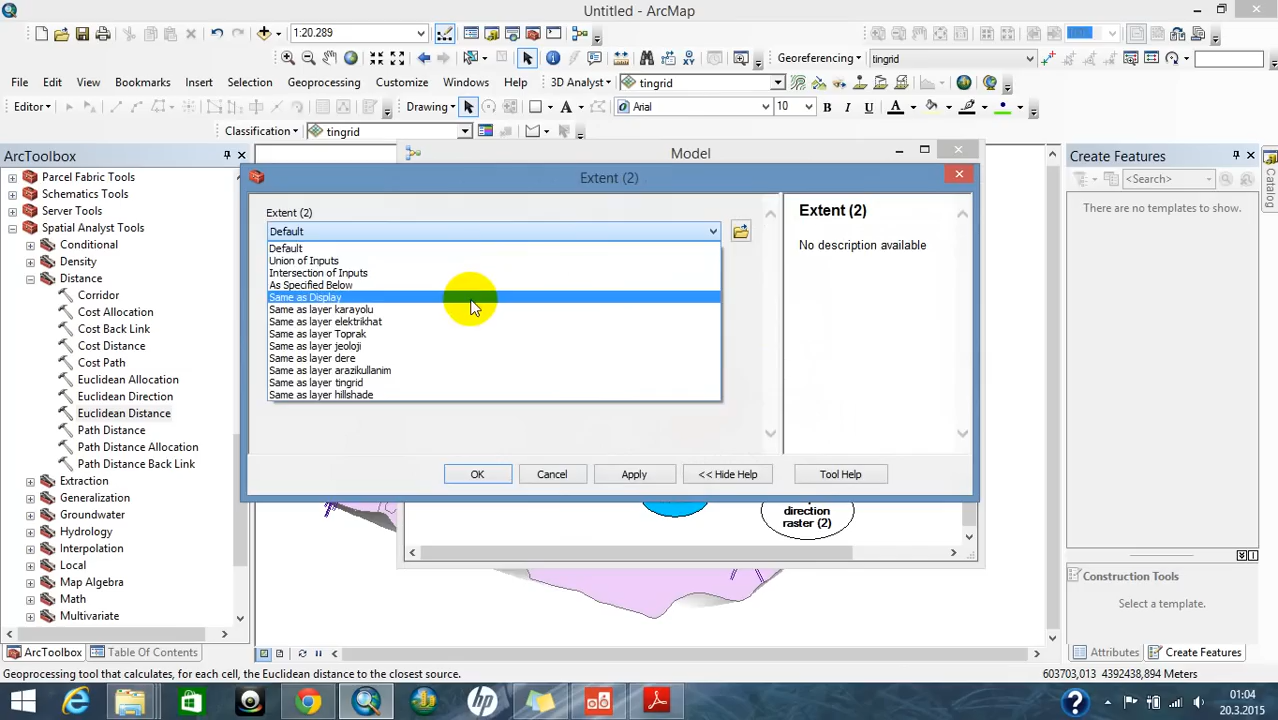 Untitled - ArcMap
1:20.289
Georeferencing
tingrid
File Edit View Bookmarks Insert Selection Geoprocessing Customize Windows Help
3D Analyst
tingrid
Editor
Drawing
Arial
10
B I U A
Classification
tingrid
ArcToolbox
Parcel Fabric Tools
Schematics Tools
Server Tools
Spatial Analyst Tools
Conditional
Density
Distance
Corridor
Cost Allocation
Cost Back Link
Cost Distance
Cost Path
Euclidean Allocation
Euclidean Direction
Euclidean Distance
Path Distance
Path Distance Allocation
Path Distance Back Link
Extraction
Generalization
Groundwater
Hydrology
Interpolation
Local
Map Algebra
Math
Multivariate
ArcToolbox
Table Of Contents
Model
Extent (2)
Extent (2)
Default
Default
Union of Inputs
Intersection of Inputs
As Specified Below
Same as Display
Same as layer karayolu
Same as layer elektrikhat
Same as layer Toprak
Same as layer jeoloji
Same as layer dere
Same as layer arazikullanim
Same as layer tingrid
Same as layer hillshade
Extent (2)
No description available
OK
Cancel
Apply
<< Hide Help
Tool Help
direction
raster (2)
Create Features
<Search>
There are no templates to show.
Catalog
Construction Tools
Select a template.
Attributes
Create Features
Geoprocessing tool that calculates, for each cell, the Euclidean distance to the closest source.
603703,013 4392438,894 Meters
01:04
20.3.2015